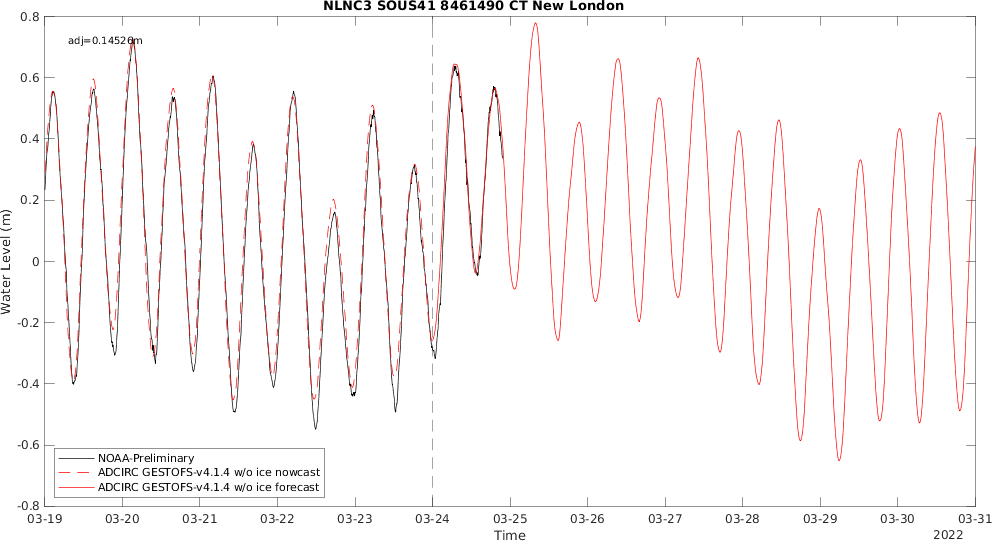 NLNC3 SOUS41 8461490 CT New London
adj=0.14526m
Water Level (m)
0.8
0.6
0.4
0.2
0
-0.2
-0.4
-0.6
-0.8
NOAA-Preliminary
ADCIRC GESTOFS-v4.1.4 w/o ice nowcast
ADCIRC GESTOFS-v4.1.4 w/o ice forecast
03-19 03-20 03-21 03-22 03-23 03-24 03-25 03-26 03-27 03-28 03-29 03-30 03-31
Time
2022